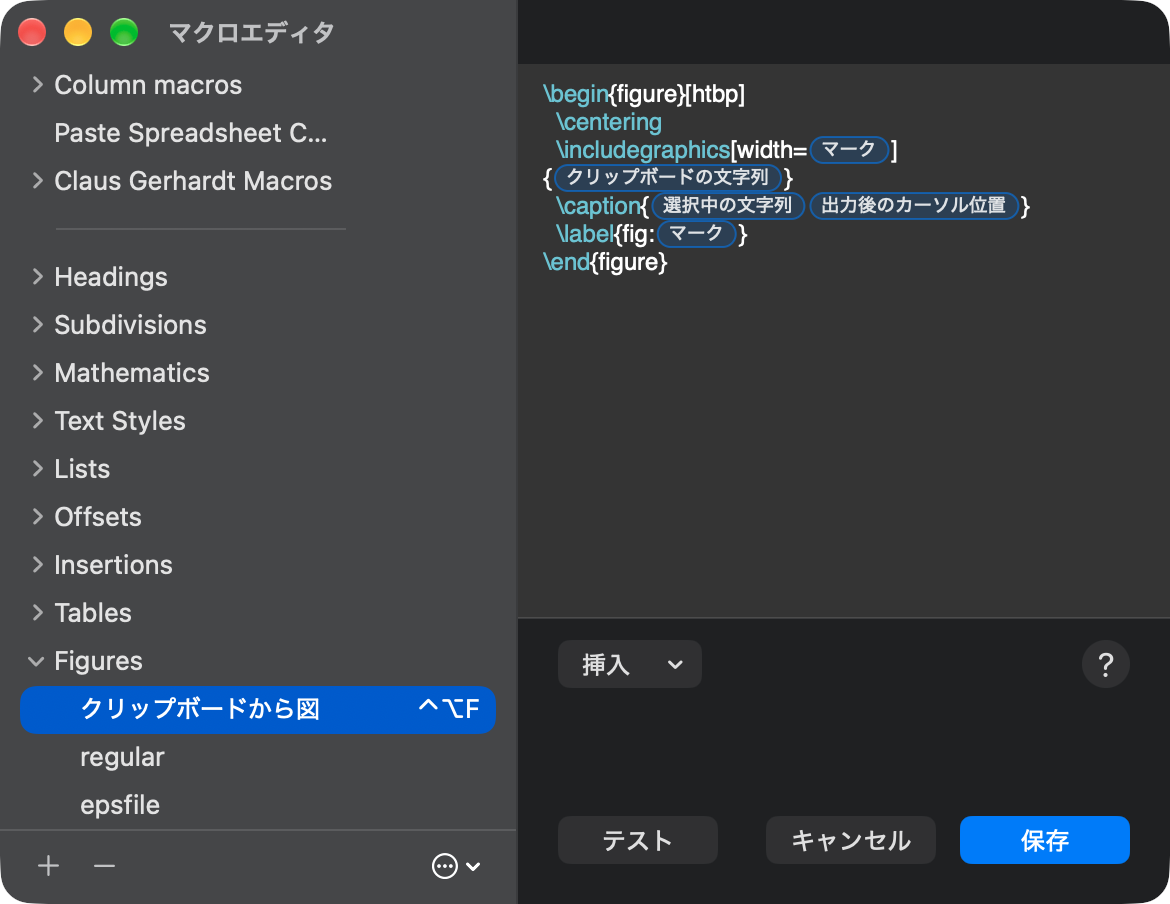 マクロエディタ
Column macros
Paste Spreadsheet C...
Claus Gerhardt Macros
Headings
Subdivisions
Mathematics
Text Styles
Lists
Offsets
Insertions
Tables
Figures
クリップボードから図 ^⌥F
regular
epsfile
\begin{figure}[htbp]
\centering
\includegraphics[width=マーク]
{クリップボードの文字列}
\caption{選択中の文字列 出力後のカーソル位置}
\label{fig:マーク}
\end{figure}
挿入
?
テスト キャンセル 保存